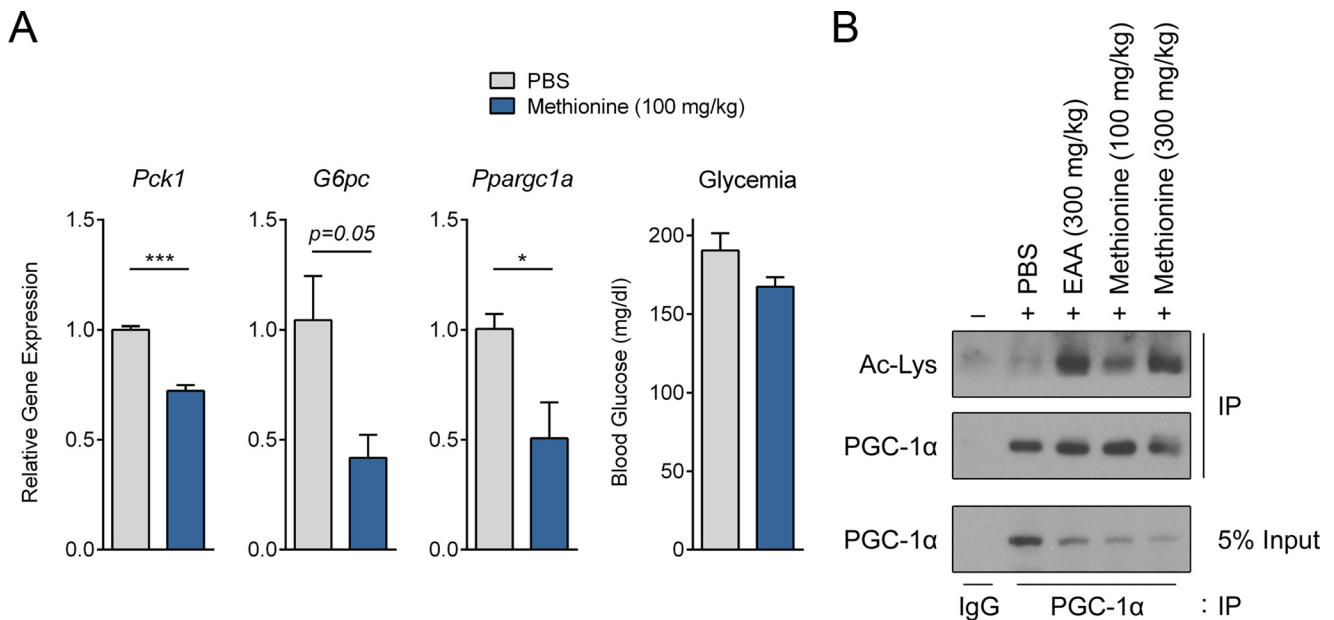 A
PBS
Methionine (100 mg/kg)
Pck1
G6pc
Ppargc1a
Glycemia
Relative Gene Expression
1.5
1.0
0.5
0.0
***
1.5
1.0
0.5
0.0
p=0.05
1.5
1.0
0.5
0.0
*
Blood Glucose (mg/dl)
200
150
100
50
0
B
PBS
EAA (300 mg/kg)
Methionine (100 mg/kg)
Methionine (300 mg/kg)
– + + + +
Ac-Lys
PGC-1α
IP
PGC-1α
5% Input
IgG PGC-1α : IP